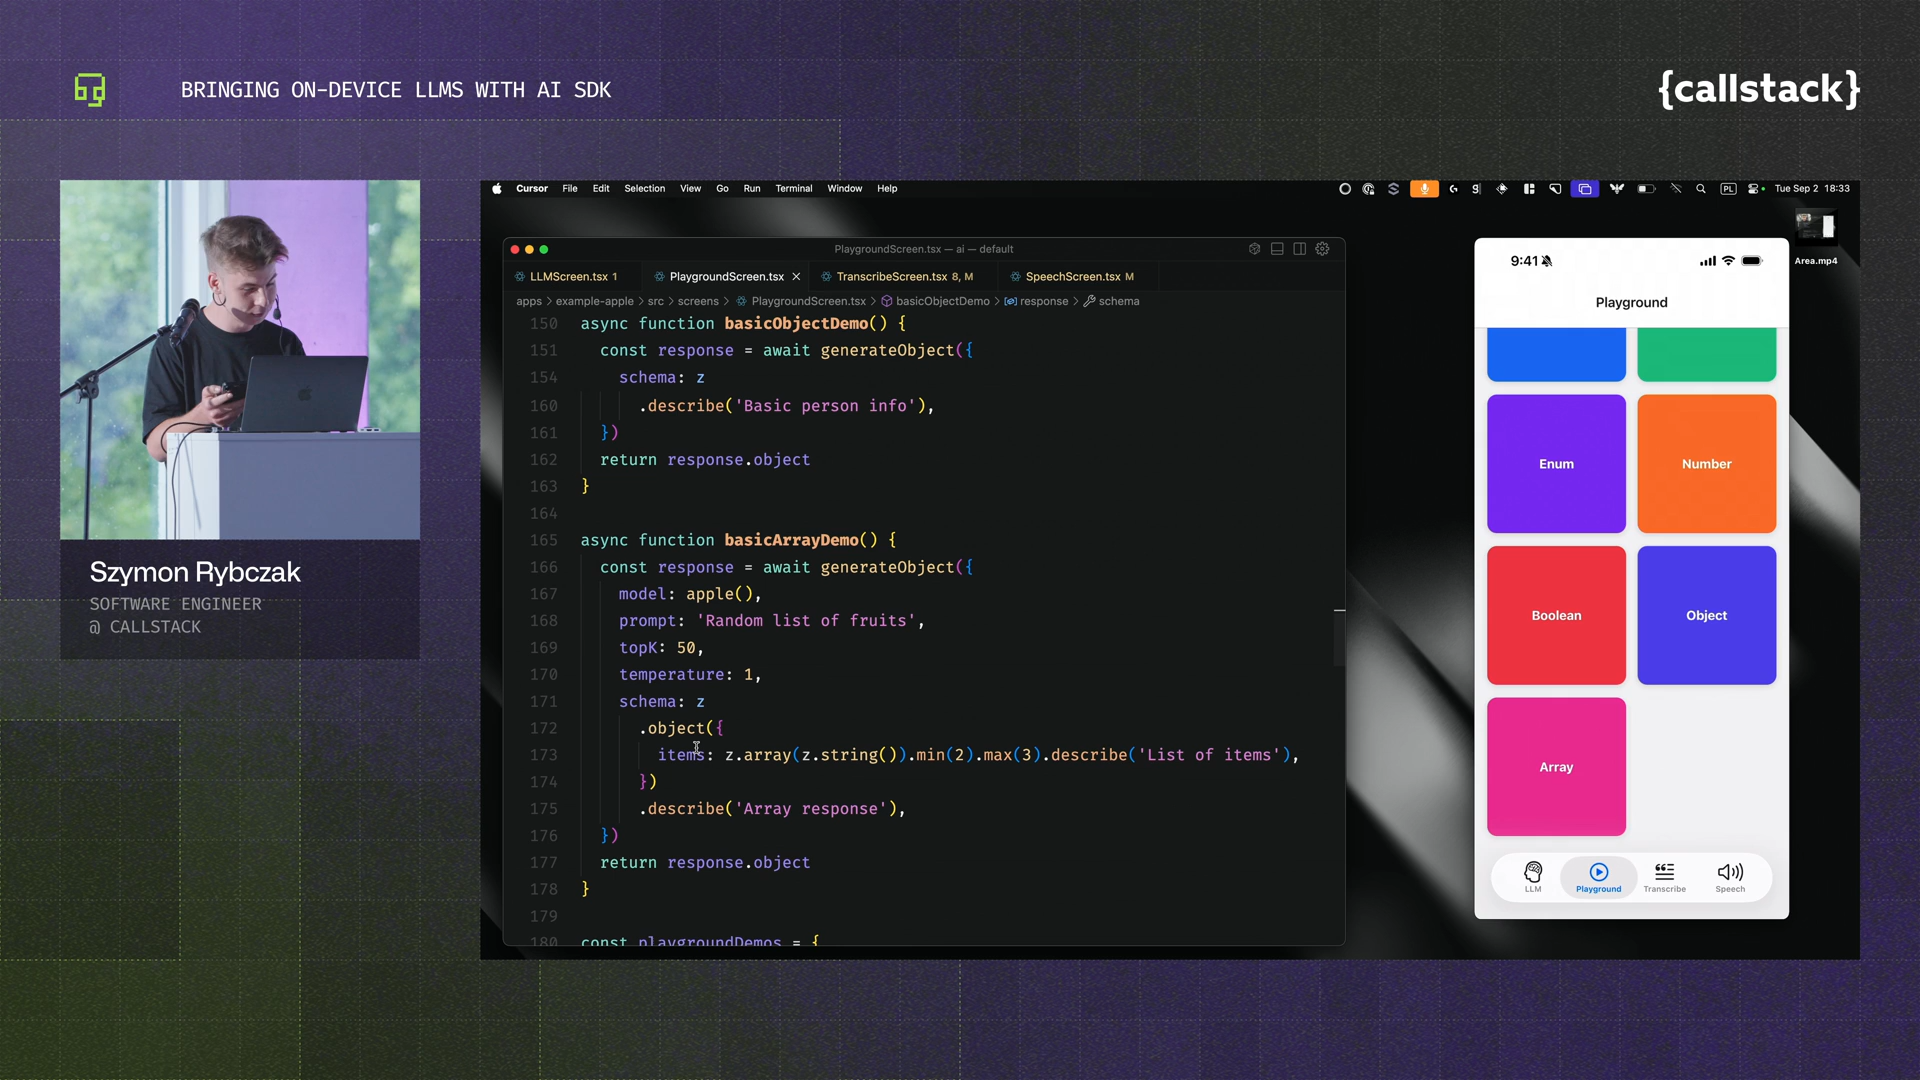 BRINGING ON-DEVICE LLMS WITH AI SDK
{callstack}
Szymon Rybczak
SOFTWARE ENGINEER
@ CALLSTACK
Cursor File Edit Selection View Go Run Terminal Window Help
PL Tue Sep 2 18:33
PlaygroundScreen.tsx — ai — default
LLMScreen.tsx 1 PlaygroundScreen.tsx TranscribeScreen.tsx 8, M SpeechScreen.tsx M
apps > example-apple > src > screens > PlaygroundScreen.tsx > basicObjectDemo > response > schema
150 async function basicObjectDemo() {
151 const response = await generateObject({
154 schema: z
160 .describe('Basic person info'),
161 })
162 return response.object
163 }
164
165 async function basicArrayDemo() {
166 const response = await generateObject({
167 model: apple(),
168 prompt: 'Random list of fruits',
169 topK: 50,
170 temperature: 1,
171 schema: z
172 .object({
173 items: z.array(z.string()).min(2).max(3).describe('List of items'),
174 })
175 .describe('Array response'),
176 })
177 return response.object
178 }
179
180 const playgroundDemos = {
Area.mp4
9:41
Playground
Enum
Number
Boolean
Object
Array
LLM
Playground
Transcribe
Speech